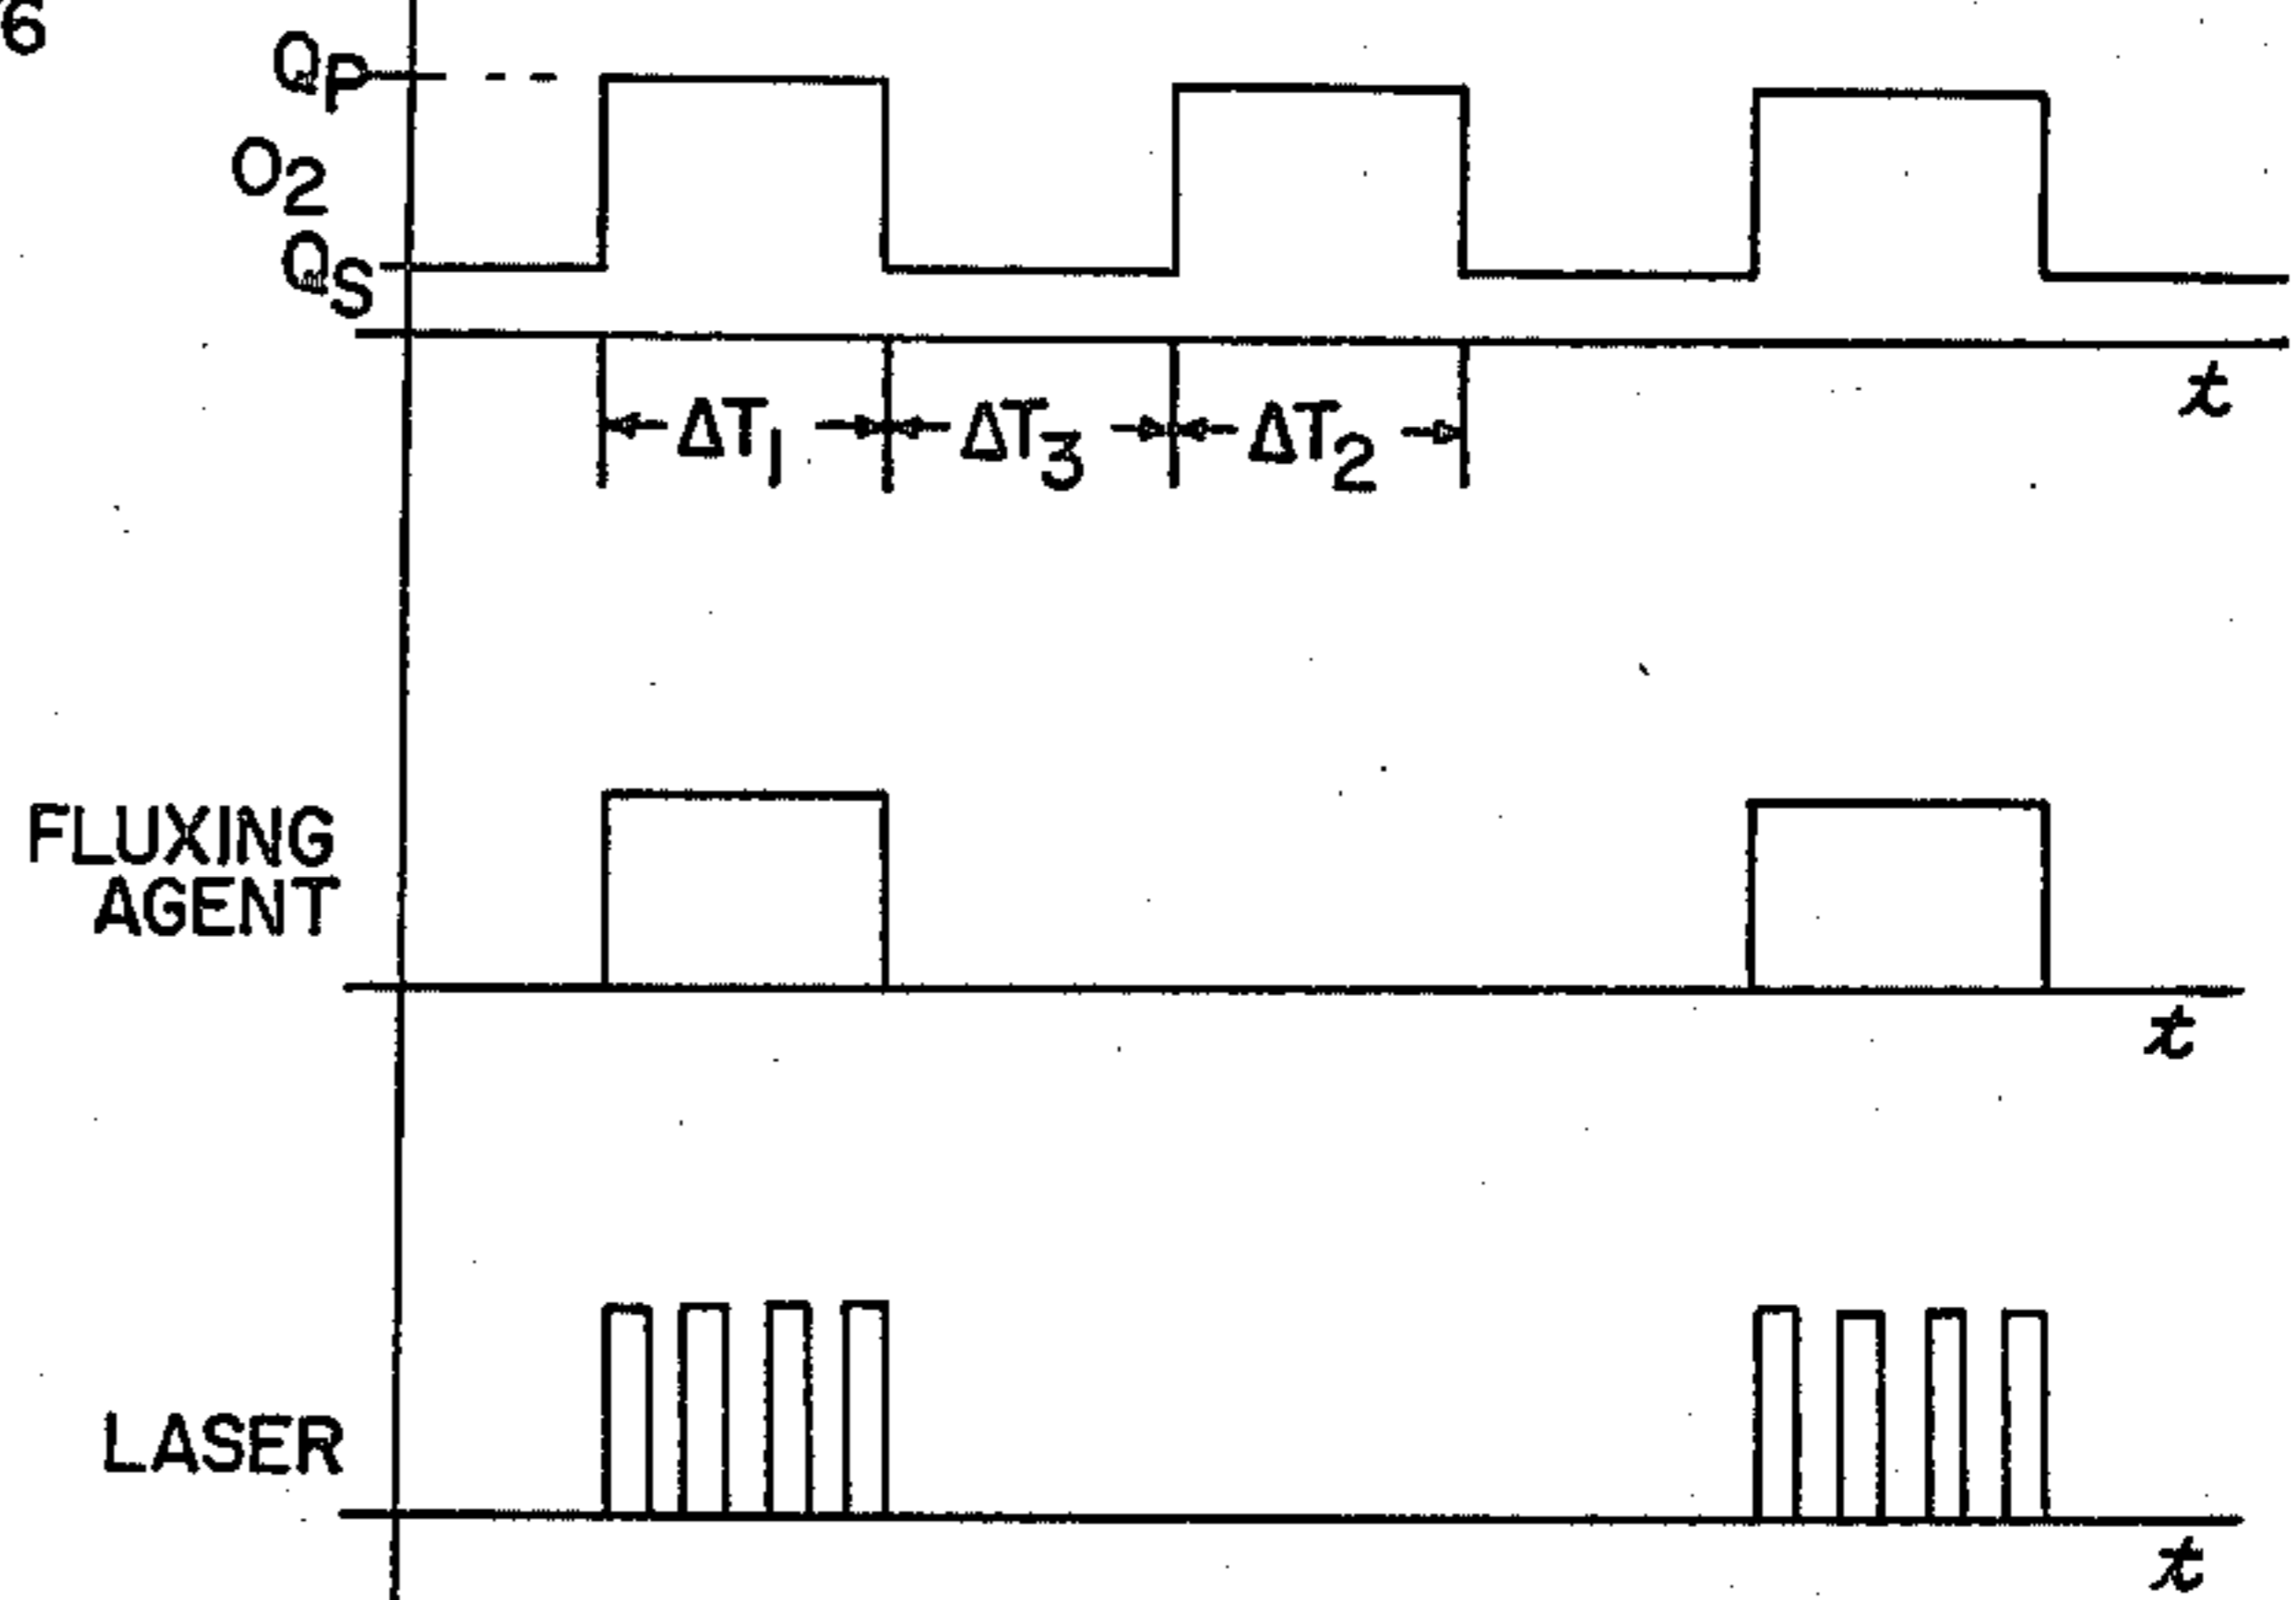 6
QP
O2
QS
ΔT1 ΔT3 ΔT2
t
FLUXING
AGENT
t
LASER
t